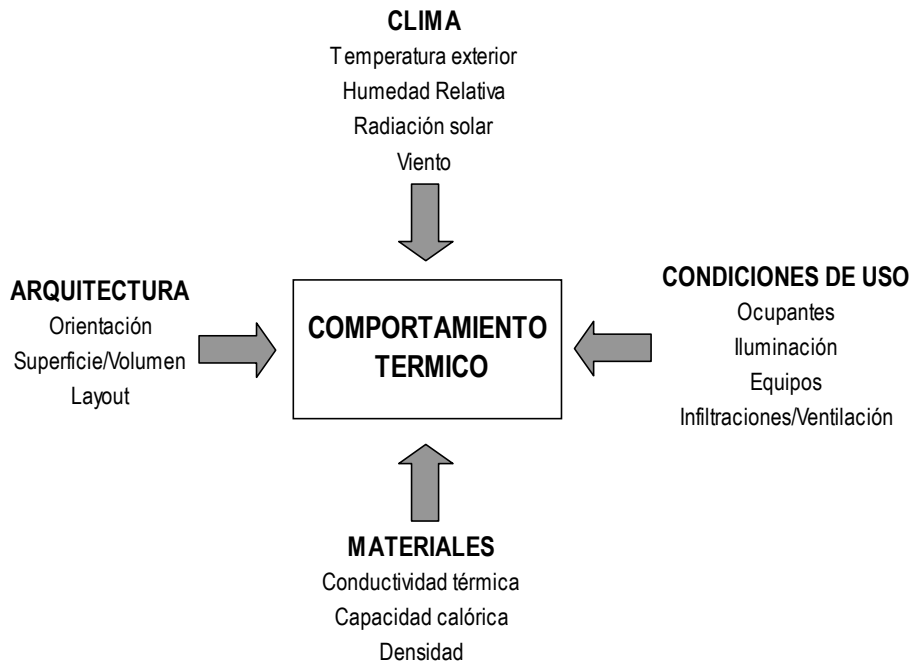 CLIMA
Temperatura exterior
Humedad Relativa
Radiación solar
Viento
ARQUITECTURA
Orientación
Superficie/Volumen
Layout
COMPORTAMIENTO
TERMICO
CONDICIONES DE USO
Ocupantes
Iluminación
Equipos
Infiltraciones/Ventilación
MATERIALES
Conductividad térmica
Capacidad calórica
Densidad